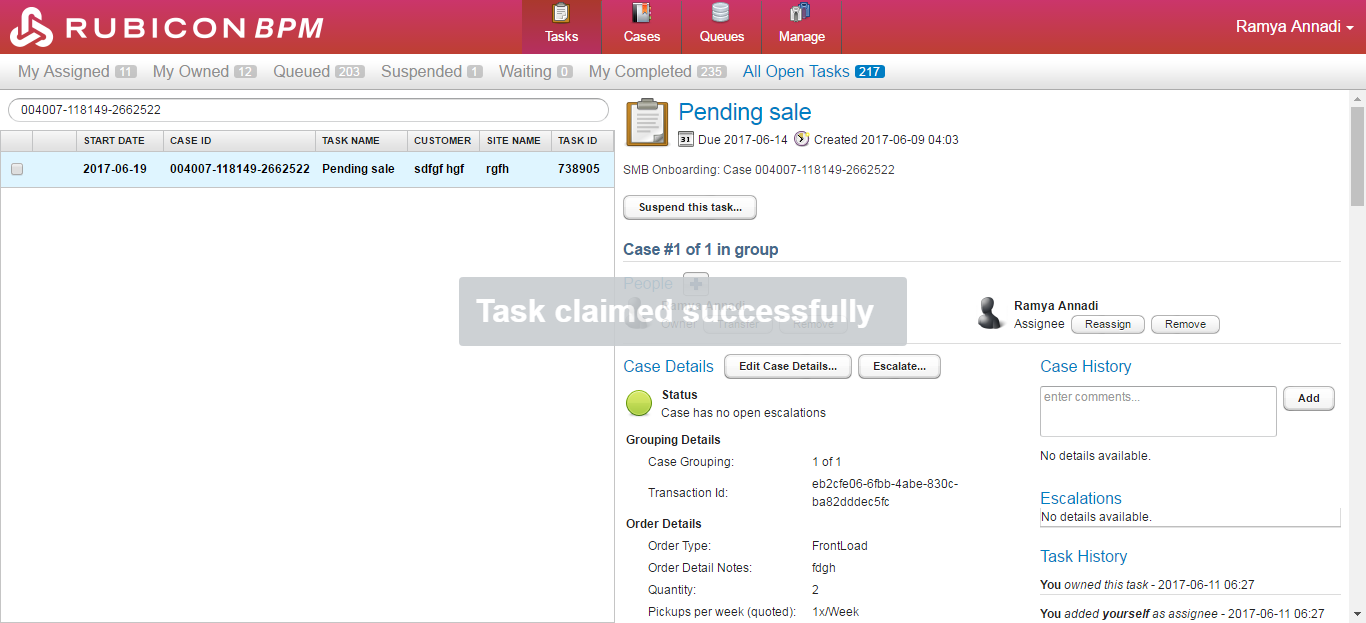 RUBICON BPM
Tasks
Cases
Queues
Manage
Ramya Annadi
My Assigned 11
My Owned 12
Queued 203
Suspended 1
Waiting 0
My Completed 235
All Open Tasks 217
004007-118149-2662522
START DATE CASE ID TASK NAME CUSTOMER SITE NAME TASK ID
2017-06-19 004007-118149-2662522 Pending sale sdfgf hgf rgfh 738905
Pending sale
31 Due 2017-06-14 Created 2017-06-09 04:03
SMB Onboarding: Case 004007-118149-2662522
Suspend this task...
Case #1 of 1 in group
People
Task claimed successfully
Ramya Annadi
Owner Transfer Remove
Ramya Annadi
Assignee Reassign Remove
Case Details Edit Case Details... Escalate...
Status
Case has no open escalations
Grouping Details
Case Grouping: 1 of 1
Transaction Id: eb2cfe06-6fbb-4abe-830c-
ba82dddec5fc
Order Details
Order Type: FrontLoad
Order Detail Notes: fdgh
Quantity: 2
Pickups per week (quoted): 1x/Week
Case History
enter comments... Add
No details available.
Escalations
No details available.
Task History
You owned this task - 2017-06-11 06:27
You added yourself as assignee - 2017-06-11 06:27